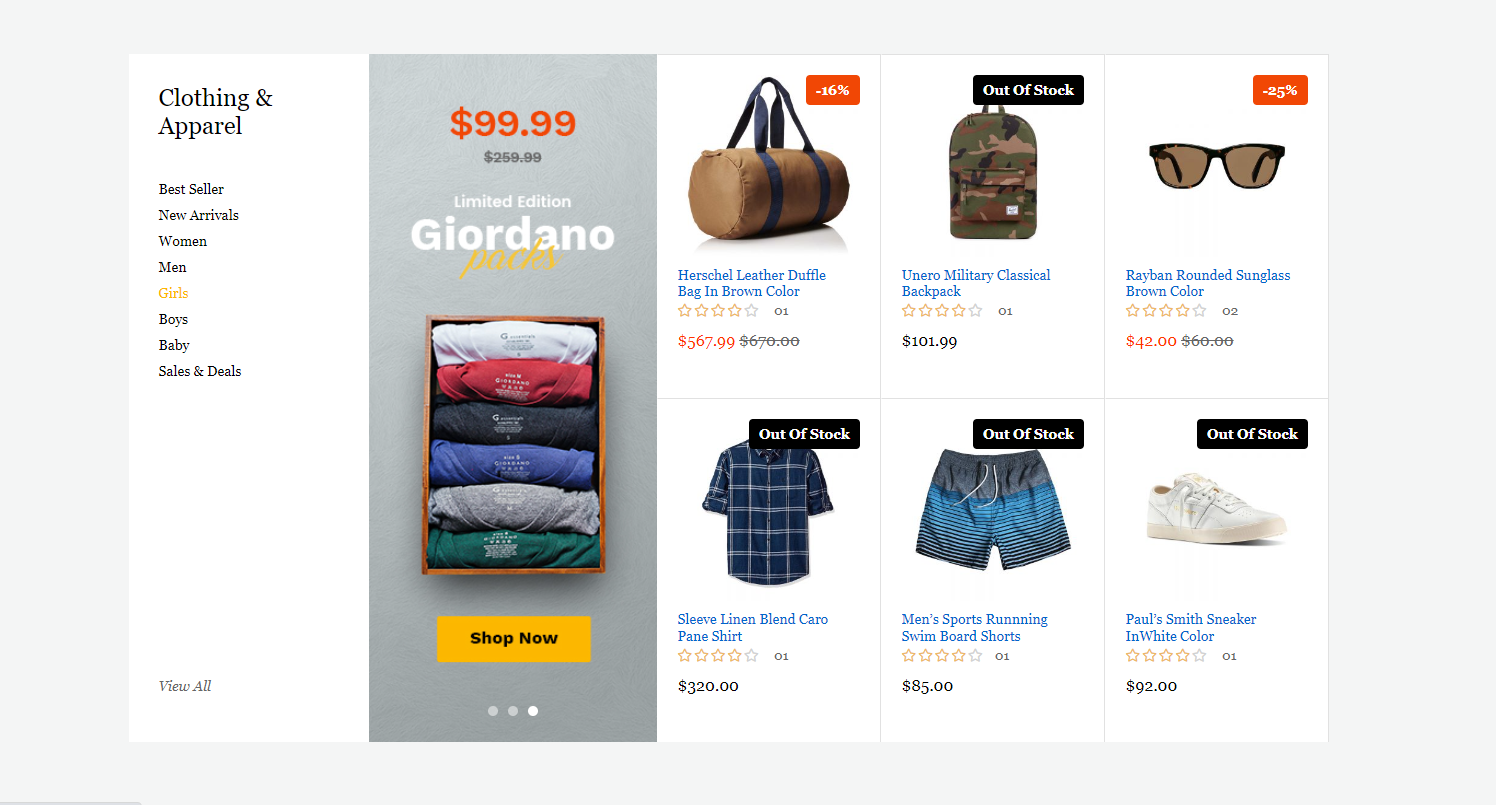 Clothing &
Apparel
Best Seller
New Arrivals
Women
Men
Girls
Boys
Baby
Sales & Deals
View All
$99.99
$259.99
Limited Edition
Giordano
packs
SIZE M
GIORDANO
GIORDANO
Shop Now
-16%
Herschel Leather Duffle
Bag In Brown Color
01
$567.99 $670.00
Out Of Stock
Unero Military Classical
Backpack
01
$101.99
-25%
Rayban Rounded Sunglass
Brown Color
02
$42.00 $60.00
Out Of Stock
Sleeve Linen Blend Caro
Pane Shirt
01
$320.00
Out Of Stock
Men’s Sports Runnning
Swim Board Shorts
01
$85.00
Out Of Stock
Paul’s Smith Sneaker
InWhite Color
01
$92.00